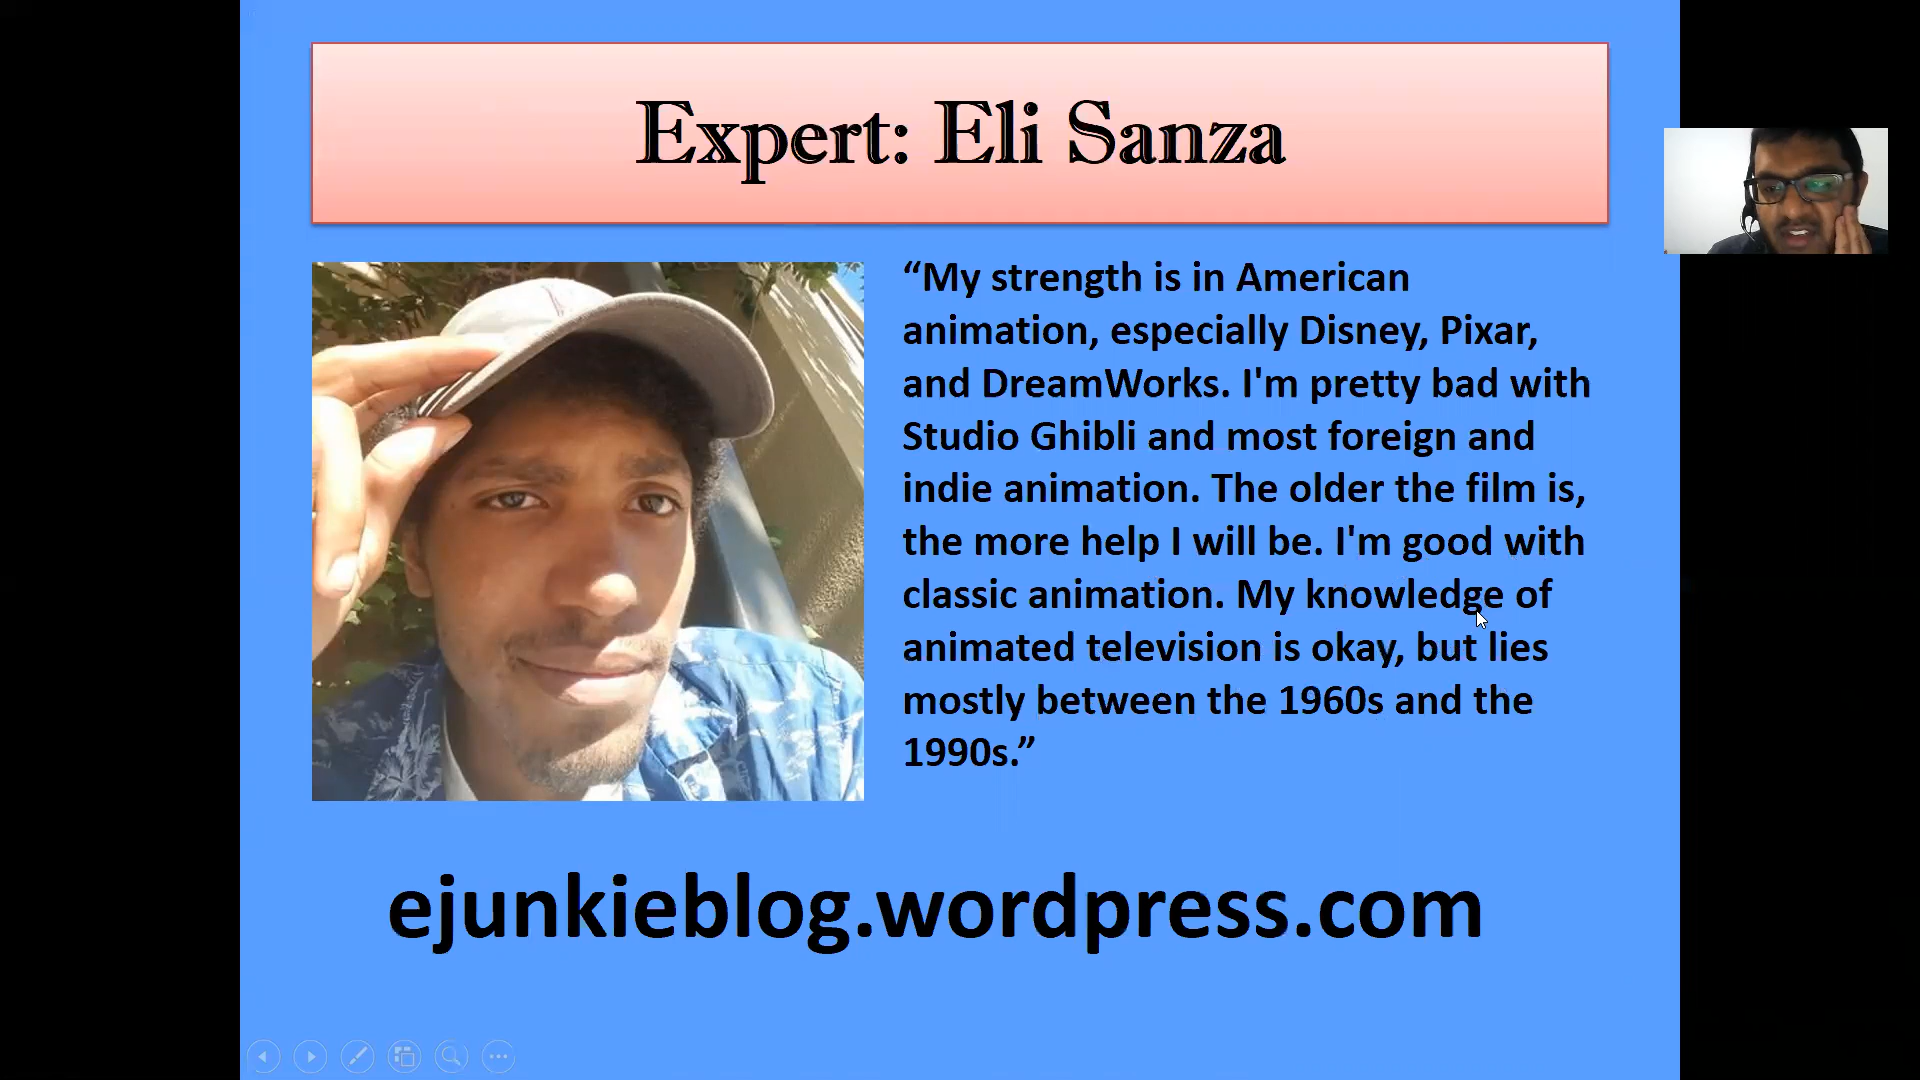 Expert: Eli Sanza
“My strength is in American
animation, especially Disney, Pixar,
and DreamWorks. I'm pretty bad with
Studio Ghibli and most foreign and
indie animation. The older the film is,
the more help I will be. I'm good with
classic animation. My knowledge of
animated television is okay, but lies
mostly between the 1960s and the
1990s.”
ejunkieblog.wordpress.com